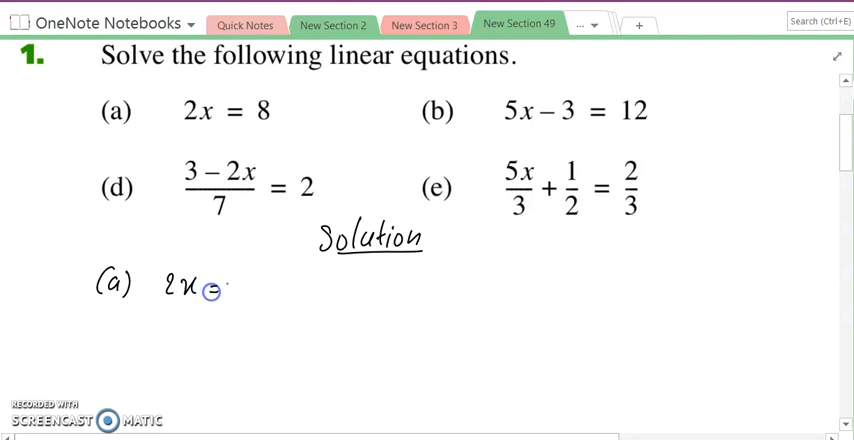 OneNote Notebooks Quick Notes New Section 2 New Section 3 New Section 49 ... + Search (Ctrl+E)
1. Solve the following linear equations.
(a) 2x = 8 (b) 5x – 3 = 12
(d) (3 – 2x)/7 = 2 (e) 5x/3 + 1/2 = 2/3
Solution
(a) 2x =
RECORDED WITH
SCREENCAST MATIC